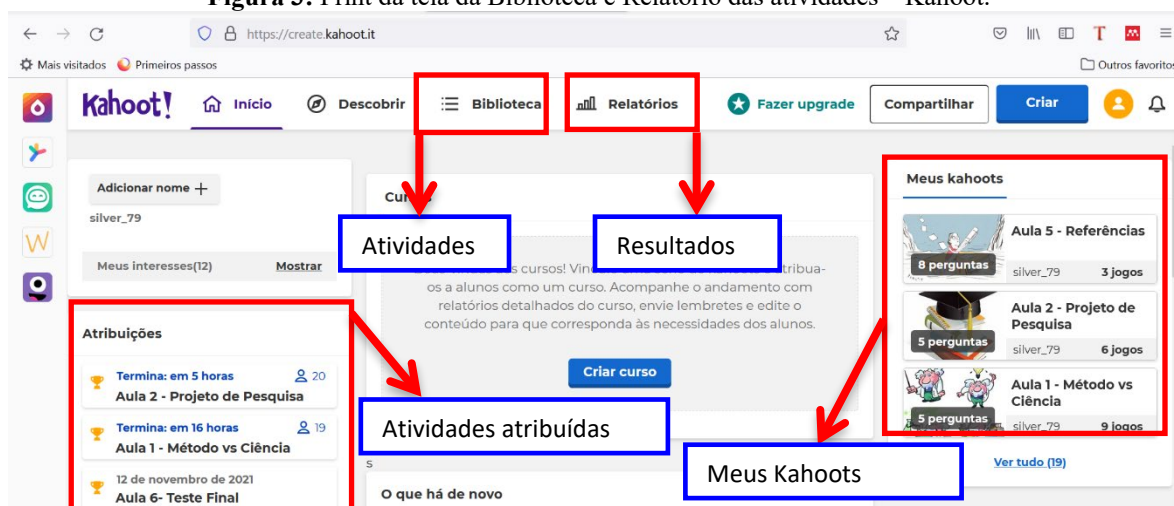 Figura 3: Print da tela da Biblioteca e Relatório das atividades – Kahoot.
https://create.kahoot.it
Mais visitados Primeiros passos
Outros favoritos
Kahoot! Início Descobrir Biblioteca Relatórios Fazer upgrade Compartilhar Criar
Adicionar nome +
silver_79
Meus interesses(12) Mostrar
Atribuições
Termina: em 5 horas 20
Aula 2 - Projeto de Pesquisa
Termina: em 16 horas 19
Aula 1 - Método vs Ciência
12 de novembro de 2021
Aula 6- Teste Final
Atividades
Resultados
cursos!
os a alunos como um curso. Acompanhe o andamento com
relatórios detalhados do curso, envie lembretes e edite o
conteúdo para que corresponda às necessidades dos alunos.
Criar curso
Atividades atribuídas
Meus Kahoots
s
O que há de novo
Meus kahoots
Aula 5 - Referências
8 perguntas
silver_79 3 jogos
Aula 2 - Projeto de
Pesquisa
5 perguntas
silver_79 6 jogos
Aula 1 - Método vs
Ciência
5 perguntas
silver_79 9 jogos
Ver tudo (19)